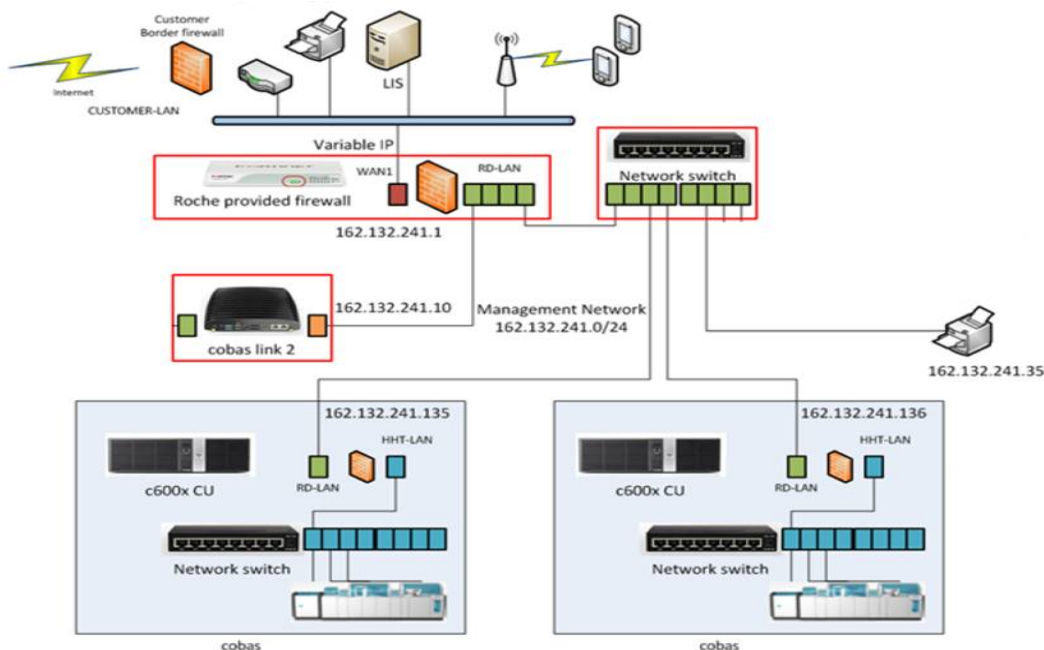 Customer
Border firewall
Internet
CUSTOMER-LAN
LIS
Variable IP
WAN1
RD-LAN
Roche provided firewall
Network switch
162.132.241.1
162.132.241.10
cobas link 2
Management Network
162.132.241.0/24
162.132.241.35
162.132.241.135
HHT-LAN
c600x CU
RD-LAN
Network switch
cobas
162.132.241.136
HHT-LAN
c600x CU
RD-LAN
Network switch
cobas